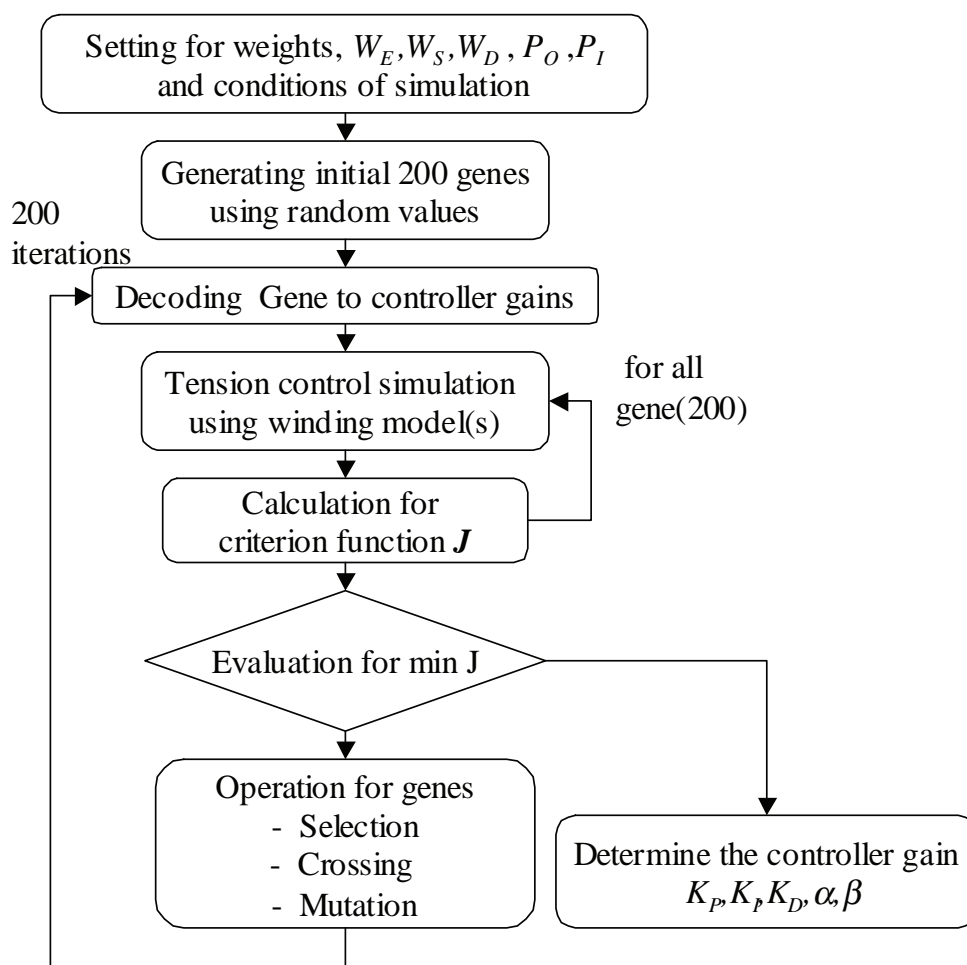 Setting for weights, W_E,W_S,W_D , P_O ,P_I
and conditions of simulation
Generating initial 200 genes
using random values
200
iterations
Decoding Gene to controller gains
Tension control simulation
using winding model(s)
for all
gene(200)
Calculation for
criterion function J
Evaluation for min J
Operation for genes
- Selection
- Crossing
- Mutation
Determine the controller gain
K_P,K_I,K_D,α,β